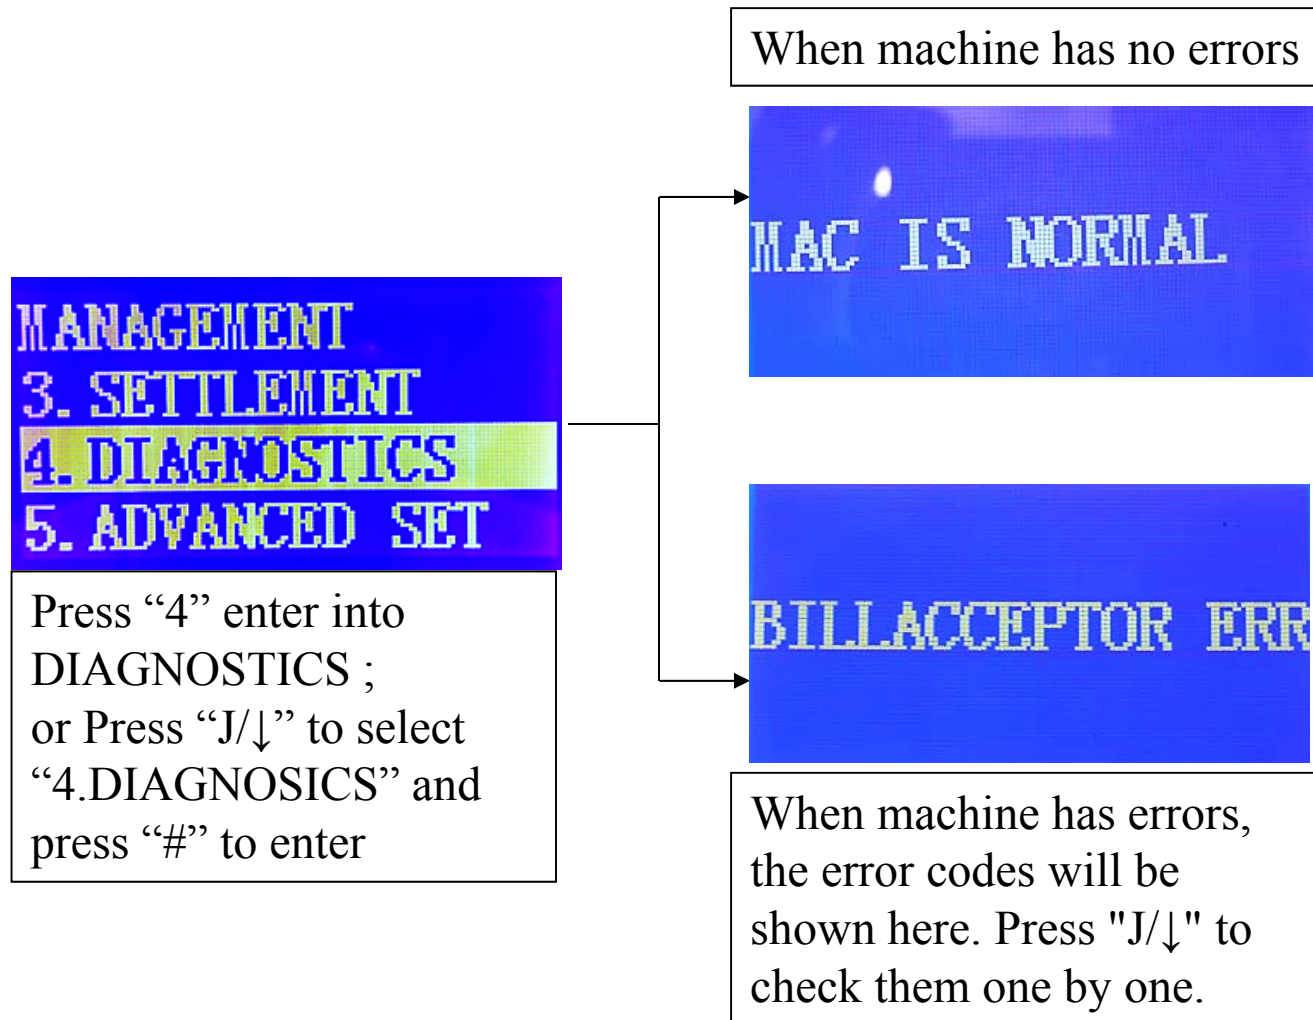 When machine has no errors
MAC IS NORMAL
MANAGEMENT
3. SETTLEMENT
4. DIAGNOSTICS
5. ADVANCED SET
Press “4” enter into
DIAGNOSTICS ;
or Press “J/↓” to select
“4.DIAGNOSICS” and
press “#” to enter
BILLACCEPTOR ERR
When machine has errors,
the error codes will be
shown here. Press "J/↓" to
check them one by one.